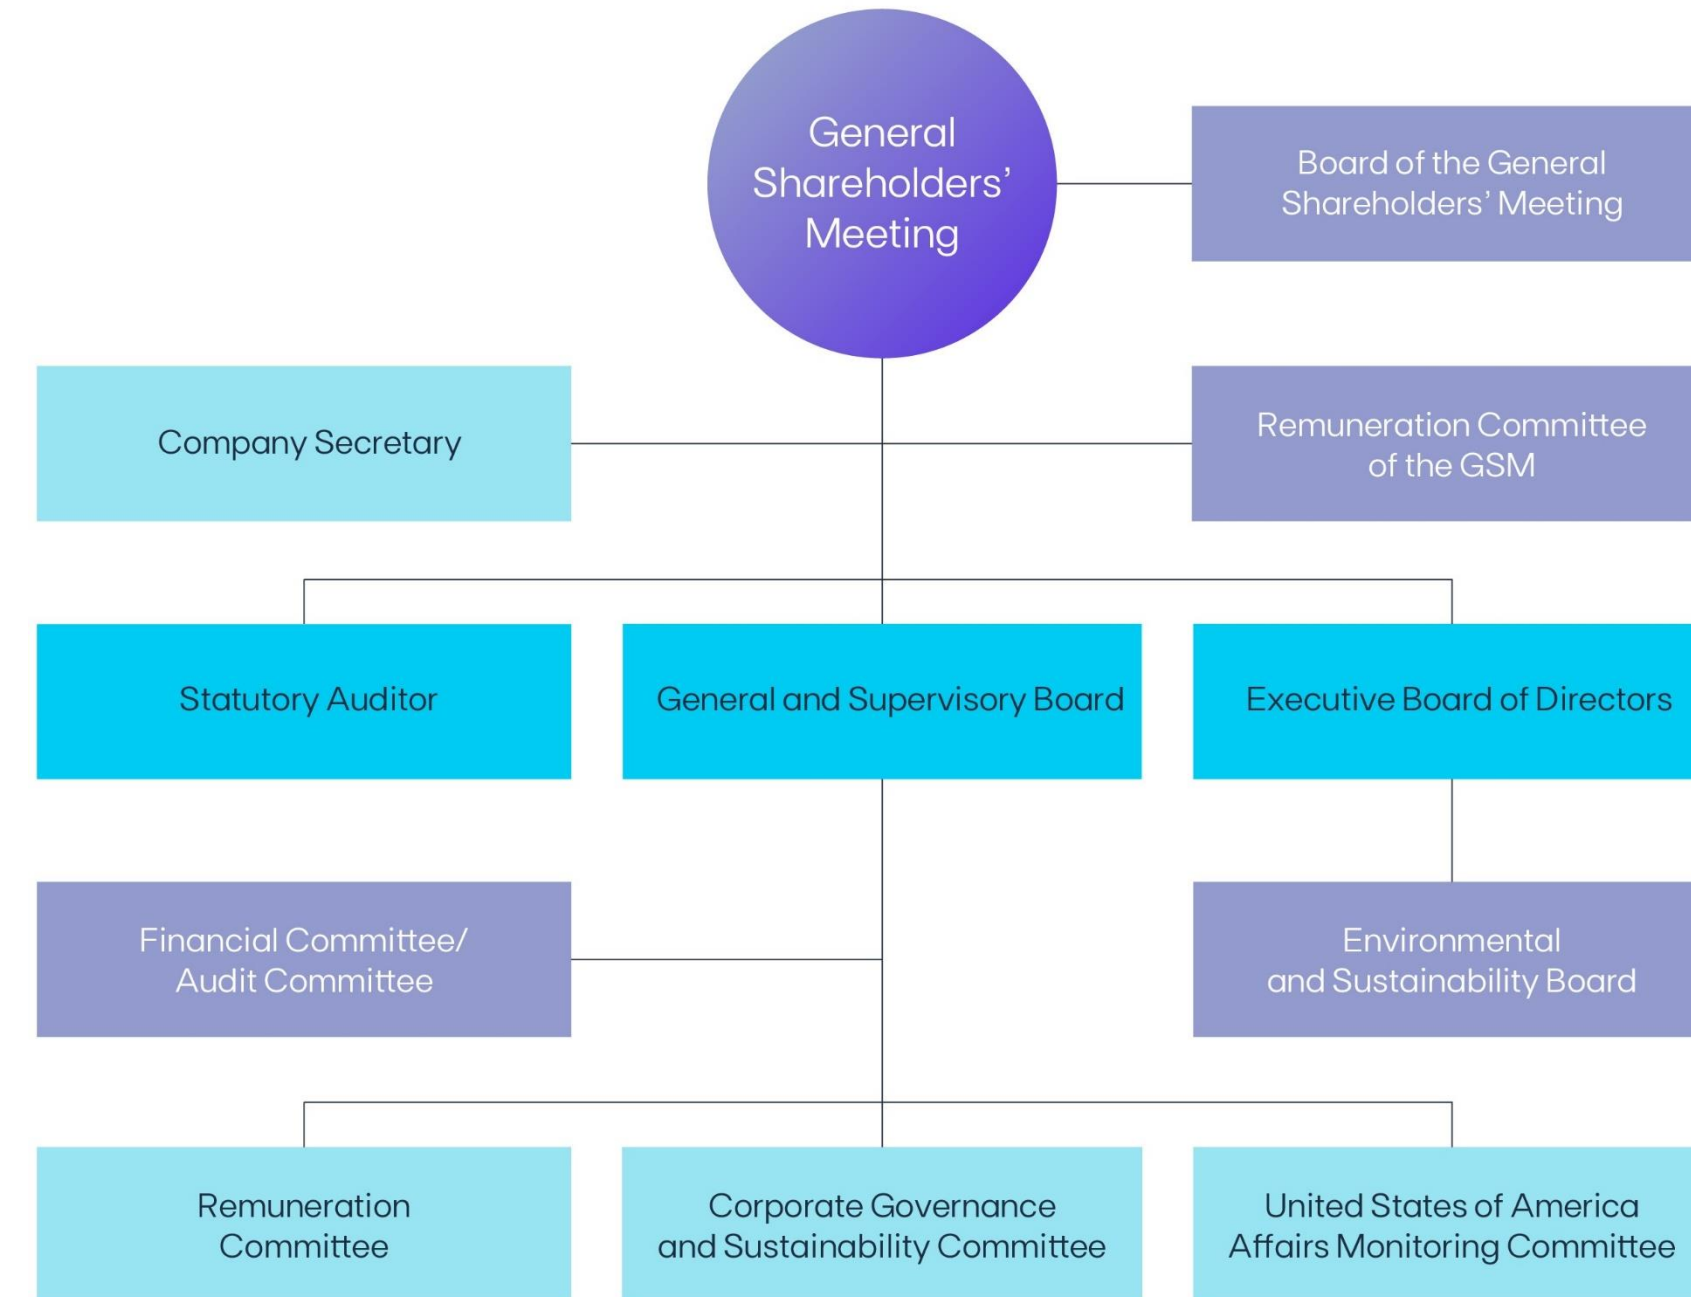 General
Shareholders’
Meeting
Board of the General
Shareholders’ Meeting
Company Secretary
Remuneration Committee
of the GSM
Statutory Auditor
General and Supervisory Board
Executive Board of Directors
Financial Committee/
Audit Committee
Environmental
and Sustainability Board
Remuneration
Committee
Corporate Governance
and Sustainability Committee
United States of America
Affairs Monitoring Committee